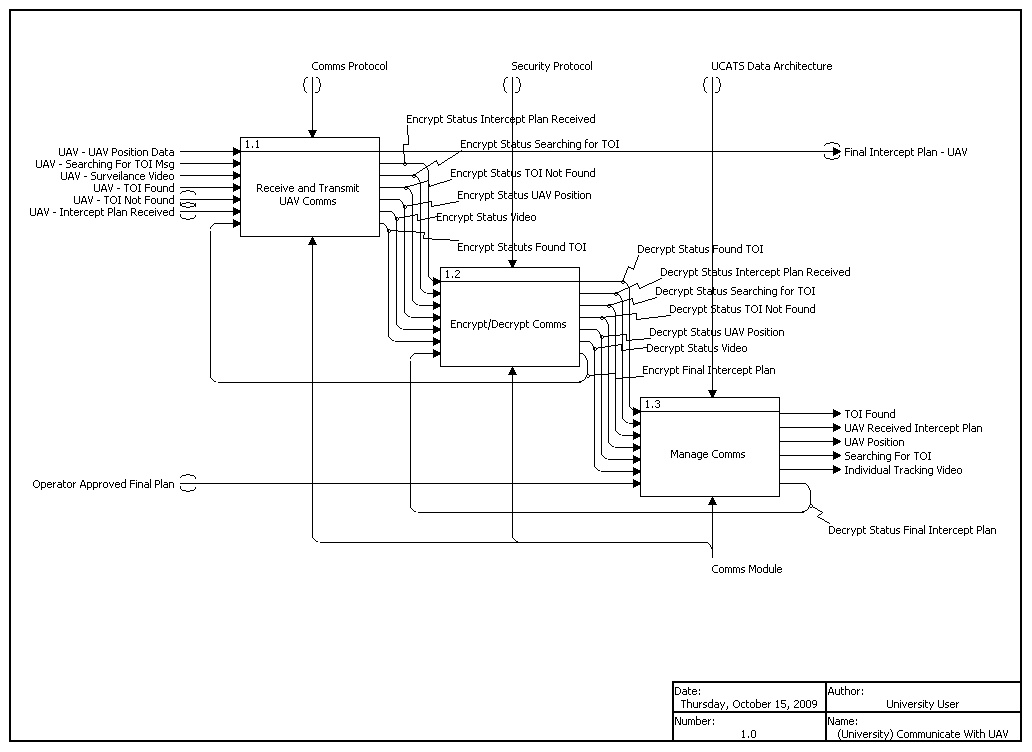 Comms Protocol
Security Protocol
UCATS Data Architecture
Encrypt Status Intercept Plan Received
1.1
Encrypt Status Searching for TOI
UAV - UAV Position Data
Final Intercept Plan - UAV
UAV - Searching For TOI Msg
UAV - Surveilance Video
Encrypt Status TOI Not Found
UAV - TOI Found
Receive and Transmit
UAV Comms
UAV - TOI Not Found
Encrypt Status UAV Position
UAV - Intercept Plan Received
Encrypt Status Video
Encrypt Statuts Found TOI
Decrypt Status Found TOI
1.2
Decrypt Status Intercept Plan Received
Decrypt Status Searching for TOI
Decrypt Status TOI Not Found
Encrypt/Decrypt Comms
Decrypt Status UAV Position
Decrypt Status Video
Encrypt Final Intercept Plan
1.3
TOI Found
UAV Received Intercept Plan
UAV Position
Manage Comms
Searching For TOI
Individual Tracking Video
Operator Approved Final Plan
Decrypt Status Final Intercept Plan
Comms Module
Date:
Thursday, October 15, 2009
Author:
University User
Number:
1.0
Name:
(University) Communicate With UAV